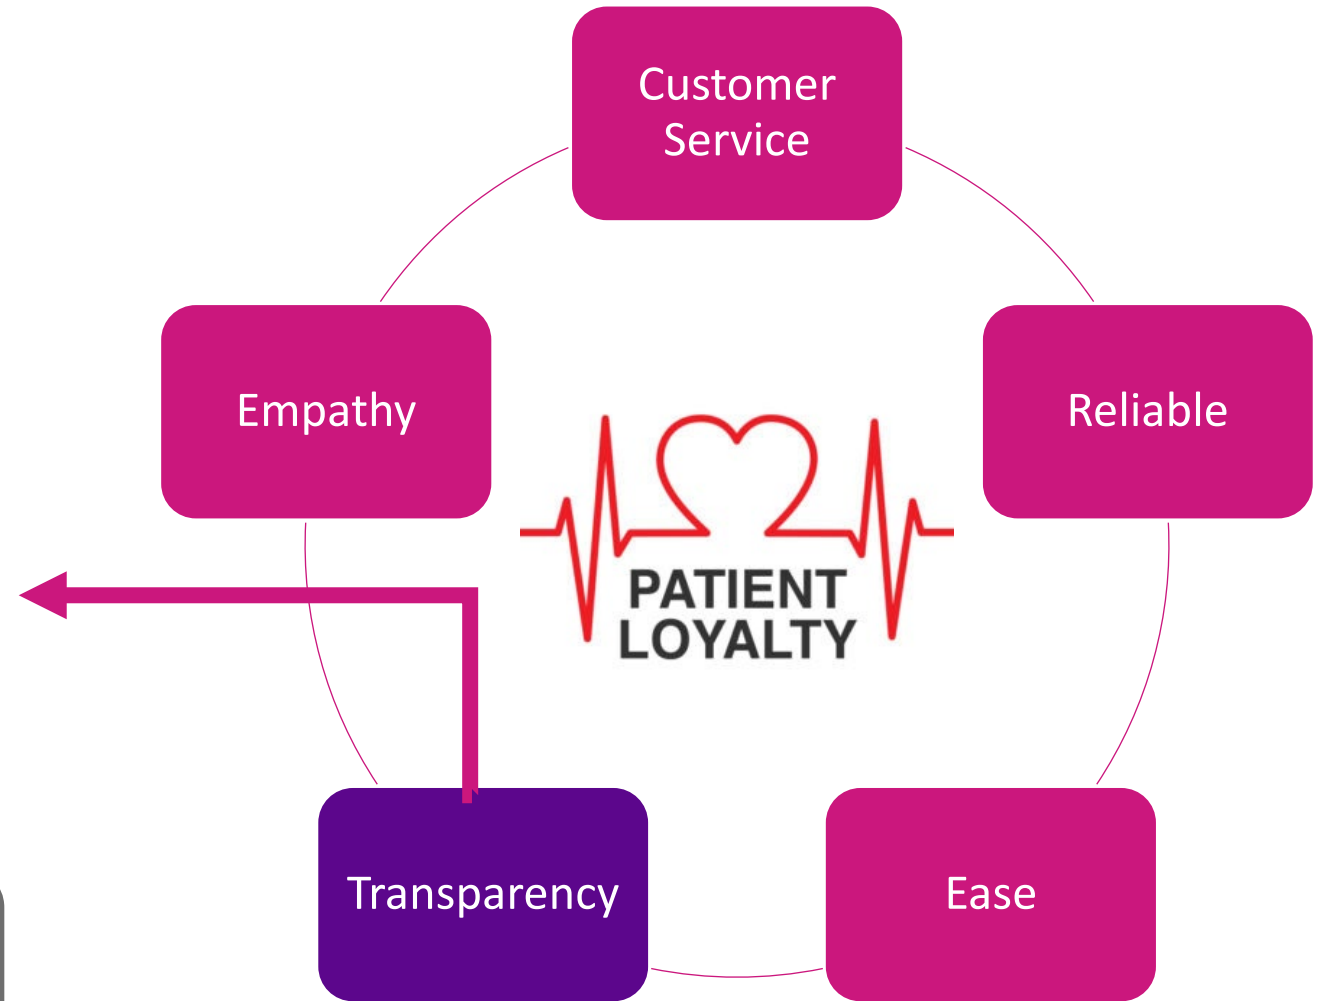 Customer
Service
Empathy
Reliable
PATIENT
LOYALTY
Transparency
Ease